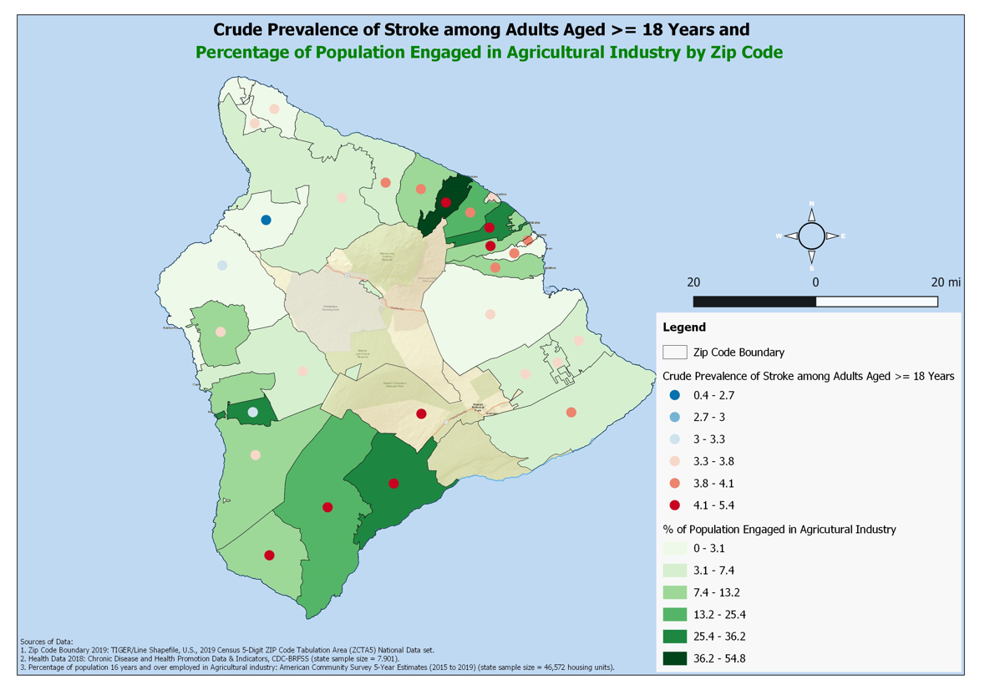 Crude Prevalence of Stroke among Adults Aged >= 18 Years and
Percentage of Population Engaged in Agricultural Industry by Zip Code
N
W
E
S
20
0
20 mi
Legend
Zip Code Boundary
Crude Prevalence of Stroke among Adults Aged >= 18 Years
0.4 - 2.7
2.7 - 3
3 - 3.3
3.3 - 3.8
3.8 - 4.1
4.1 - 5.4
% of Population Engaged in Agricutural Industry
0 - 3.1
3.1 - 7.4
7.4 - 13.2
13.2 - 25.4
25.4 - 36.2
36.2 - 54.8
Sources of Data:
1. Zip Code Boundary 2019: TIGER/Line Shapefile, U.S., 2019 Census 5-Digit ZIP Code Tabulation Area (ZCTA5) National Data set.
2. Health Data 2018: Chronic Disease and Health Promotion Data & Indicators, CDC-BRFSS (state sample size = 7.901).
3. Percentage of population 16 years and over employed in Agricultural industry: American Community Survey 5-Year Estimates (2015 to 2019) (state sample size = 46,572 housing units).